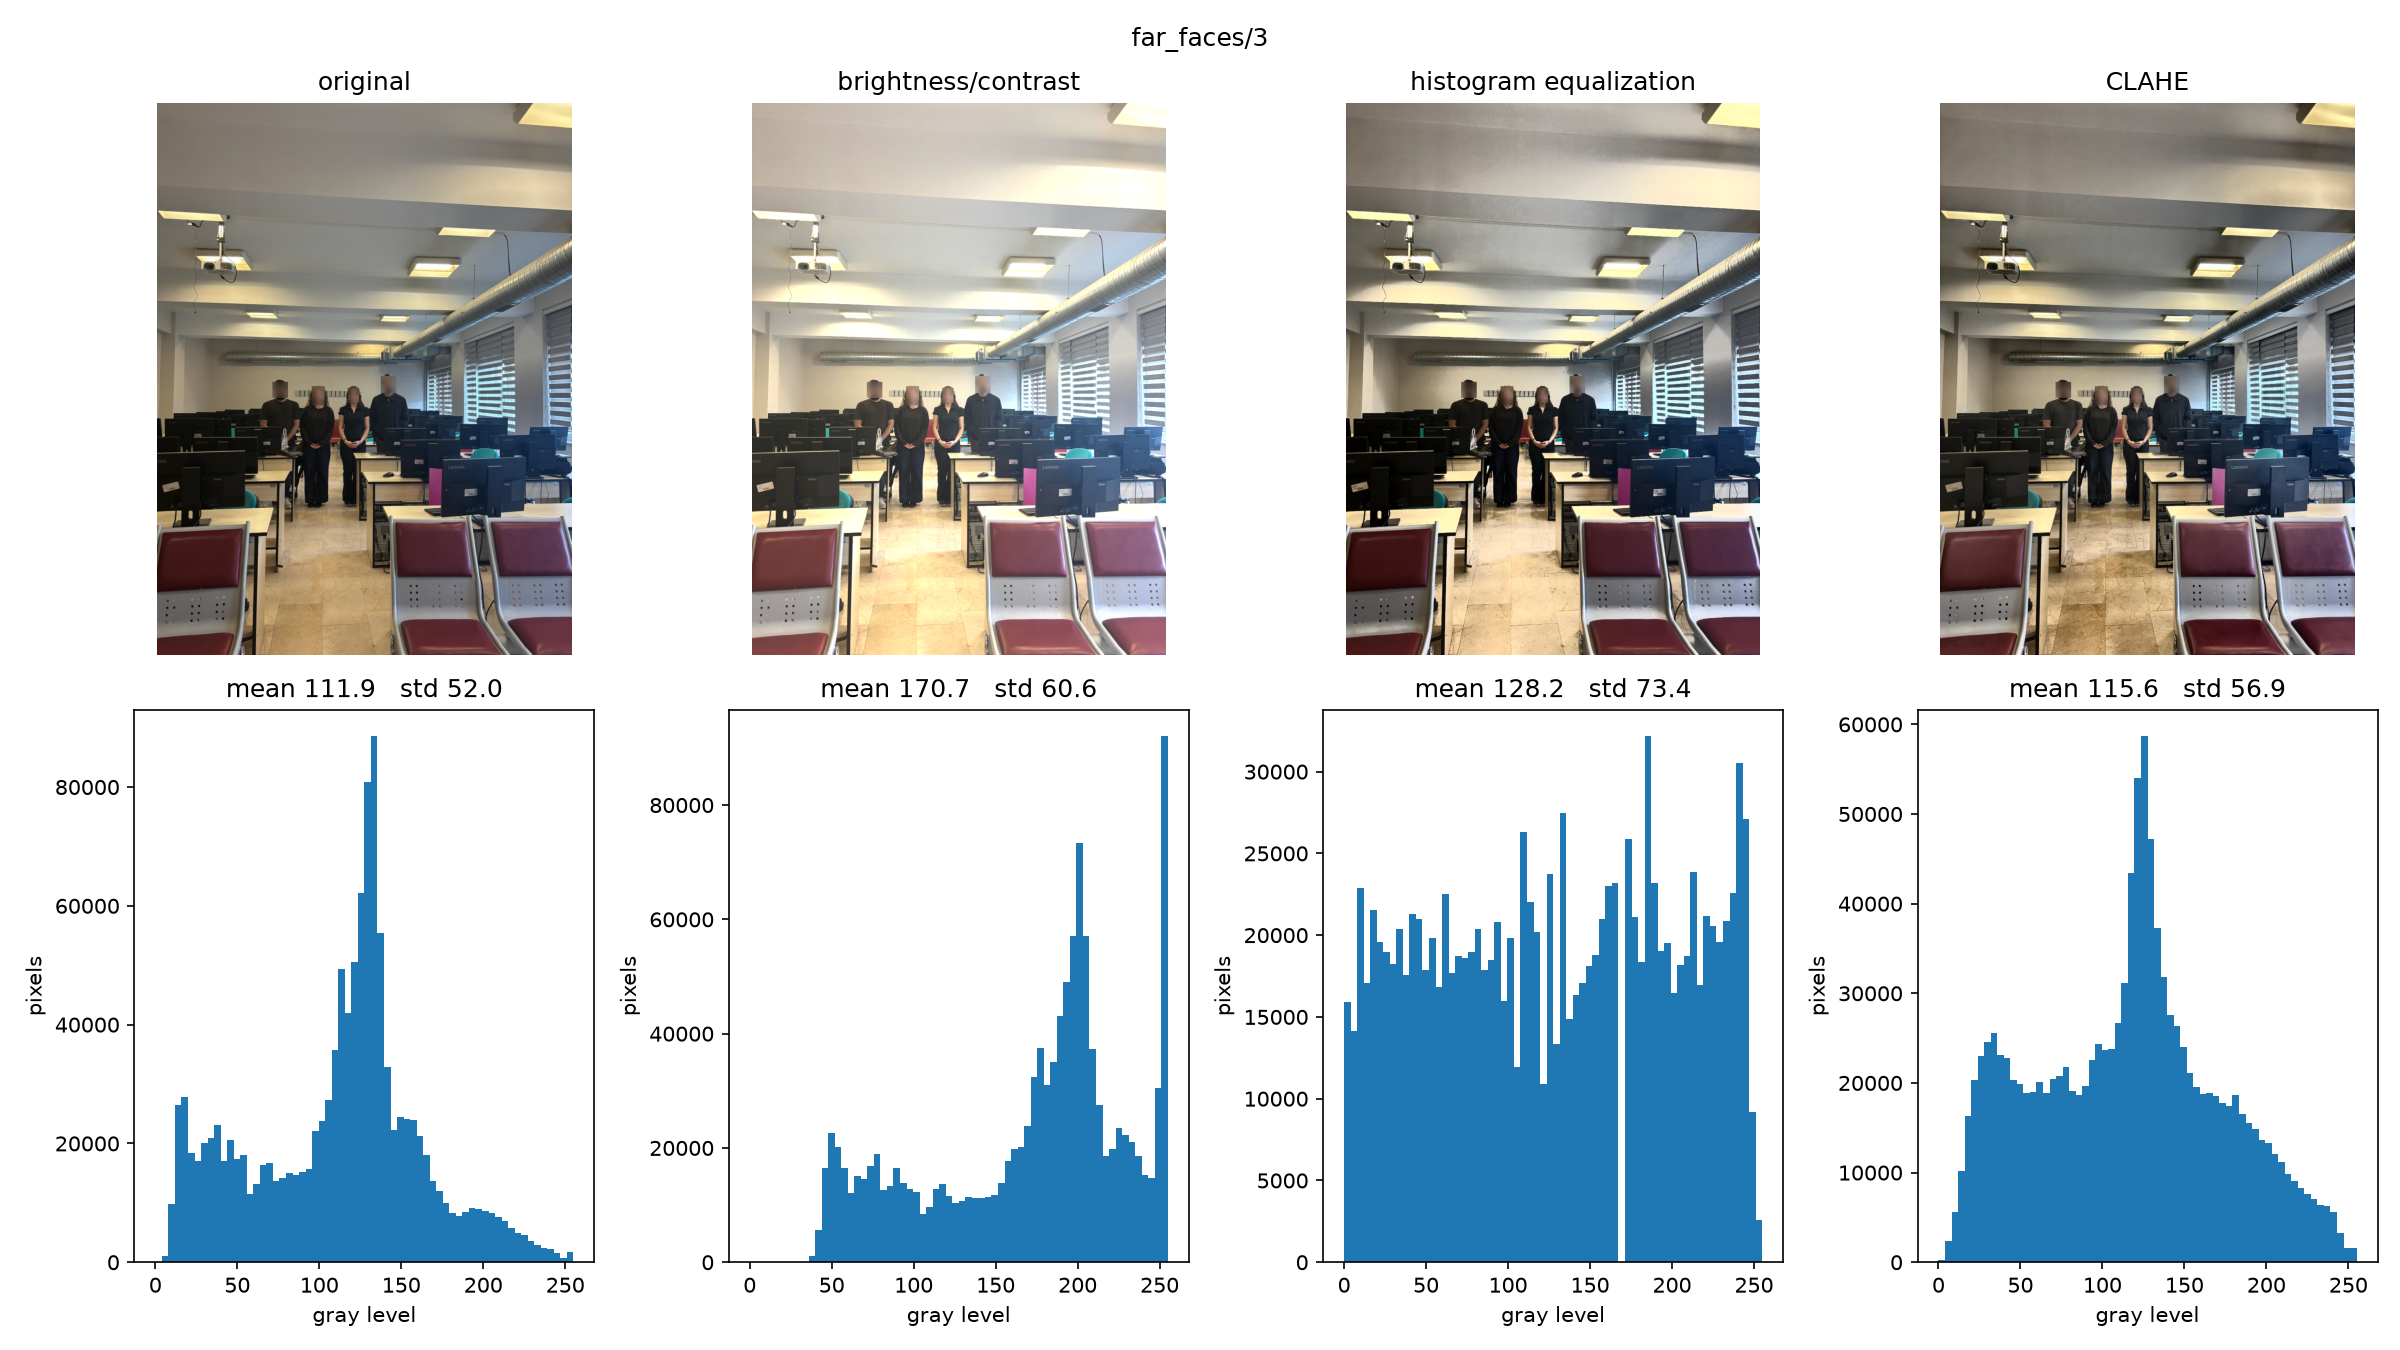 far_faces/3
original
brightness/contrast
histogram equalization
CLAHE
Lenovo
Lenovo
Lenovo
Lenovo
mean 111.9 std 52.0
mean 170.7 std 60.6
mean 128.2 std 73.4
mean 115.6 std 56.9
pixels
80000
60000
40000
20000
0
0 50 100 150 200 250
gray level
pixels
80000
60000
40000
20000
0
0 50 100 150 200 250
gray level
pixels
30000
25000
20000
15000
10000
5000
0
0 50 100 150 200 250
gray level
pixels
60000
50000
40000
30000
20000
10000
0
0 50 100 150 200 250
gray level